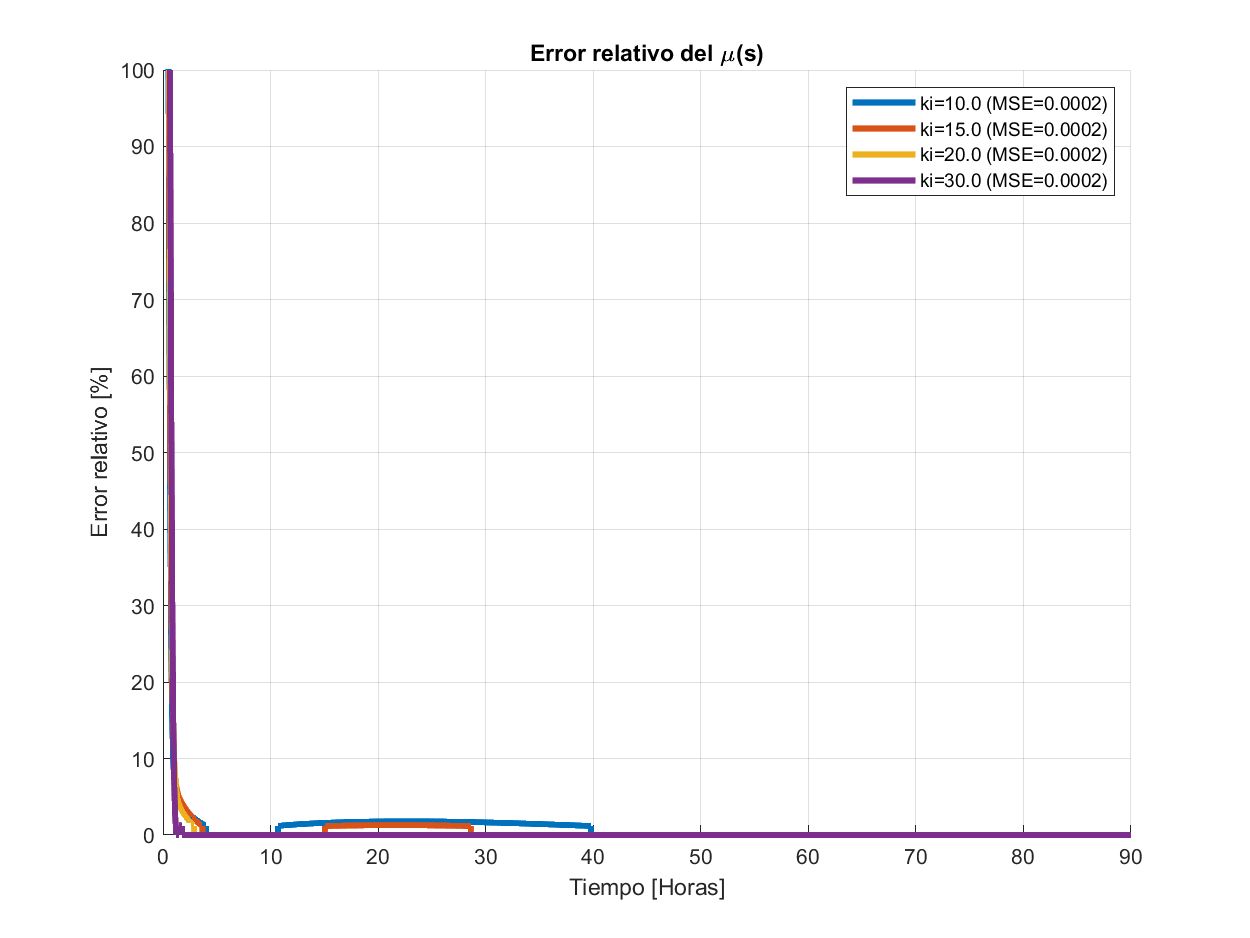 Error relativo del μ(s)
ki=10.0 (MSE=0.0002)
ki=15.0 (MSE=0.0002)
ki=20.0 (MSE=0.0002)
ki=30.0 (MSE=0.0002)
Error relativo [%]
100
90
80
70
60
50
40
30
20
10
0
0 10 20 30 40 50 60 70 80 90
Tiempo [Horas]